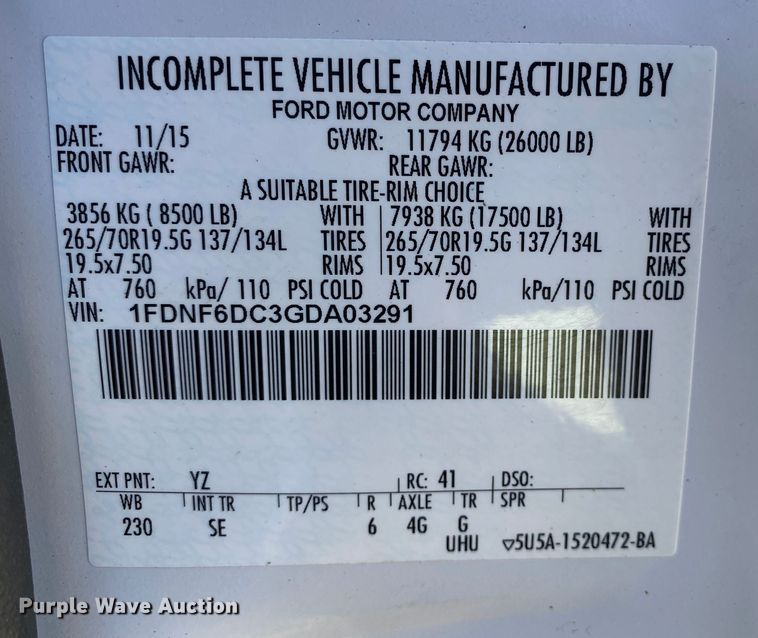 INCOMPLETE VEHICLE MANUFACTURED BY
FORD MOTOR COMPANY
DATE: 11/15 GVWR: 11794 KG (26000 LB)
FRONT GAWR: REAR GAWR:
A SUITABLE TIRE-RIM CHOICE
3856 KG ( 8500 LB) WITH 7938 KG (17500 LB) WITH
265/70R19.5G 137/134L TIRES 265/70R19.5G 137/134L TIRES
19.5x7.50 RIMS 19.5x7.50 RIMS
AT 760 kPa/ 110 PSI COLD AT 760 kPa/110 PSI COLD
VIN: 1FDNF6DC3GDA03291
EXT PNT: YZ RC: 41 DSO:
WB INT TR TP/PS R AXLE TR SPR
230 SE 6 4G G
UHU ▽5U5A-1520472-BA
Purple Wave Auction